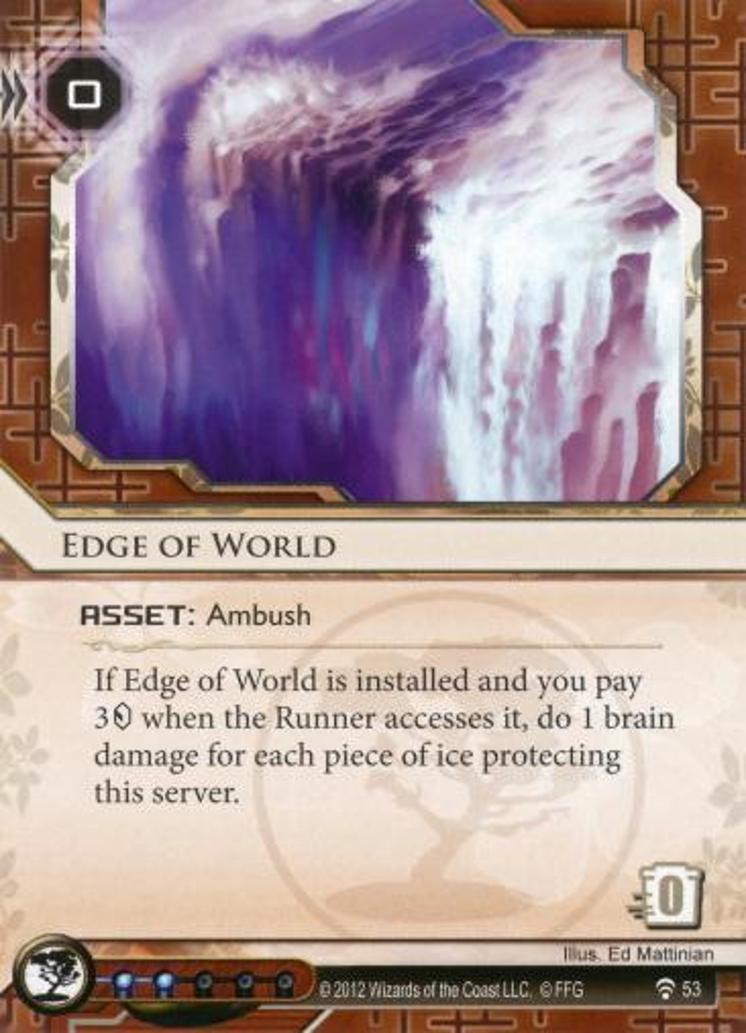 0
EDGE OF WORLD
ASSET: Ambush
If Edge of World is installed and you pay
3 when the Runner accesses it, do 1 brain
damage for each piece of ice protecting
this server.
0
Illus. Ed Mattinian
© 2012 Wizards of the Coast LLC. © FFG 53